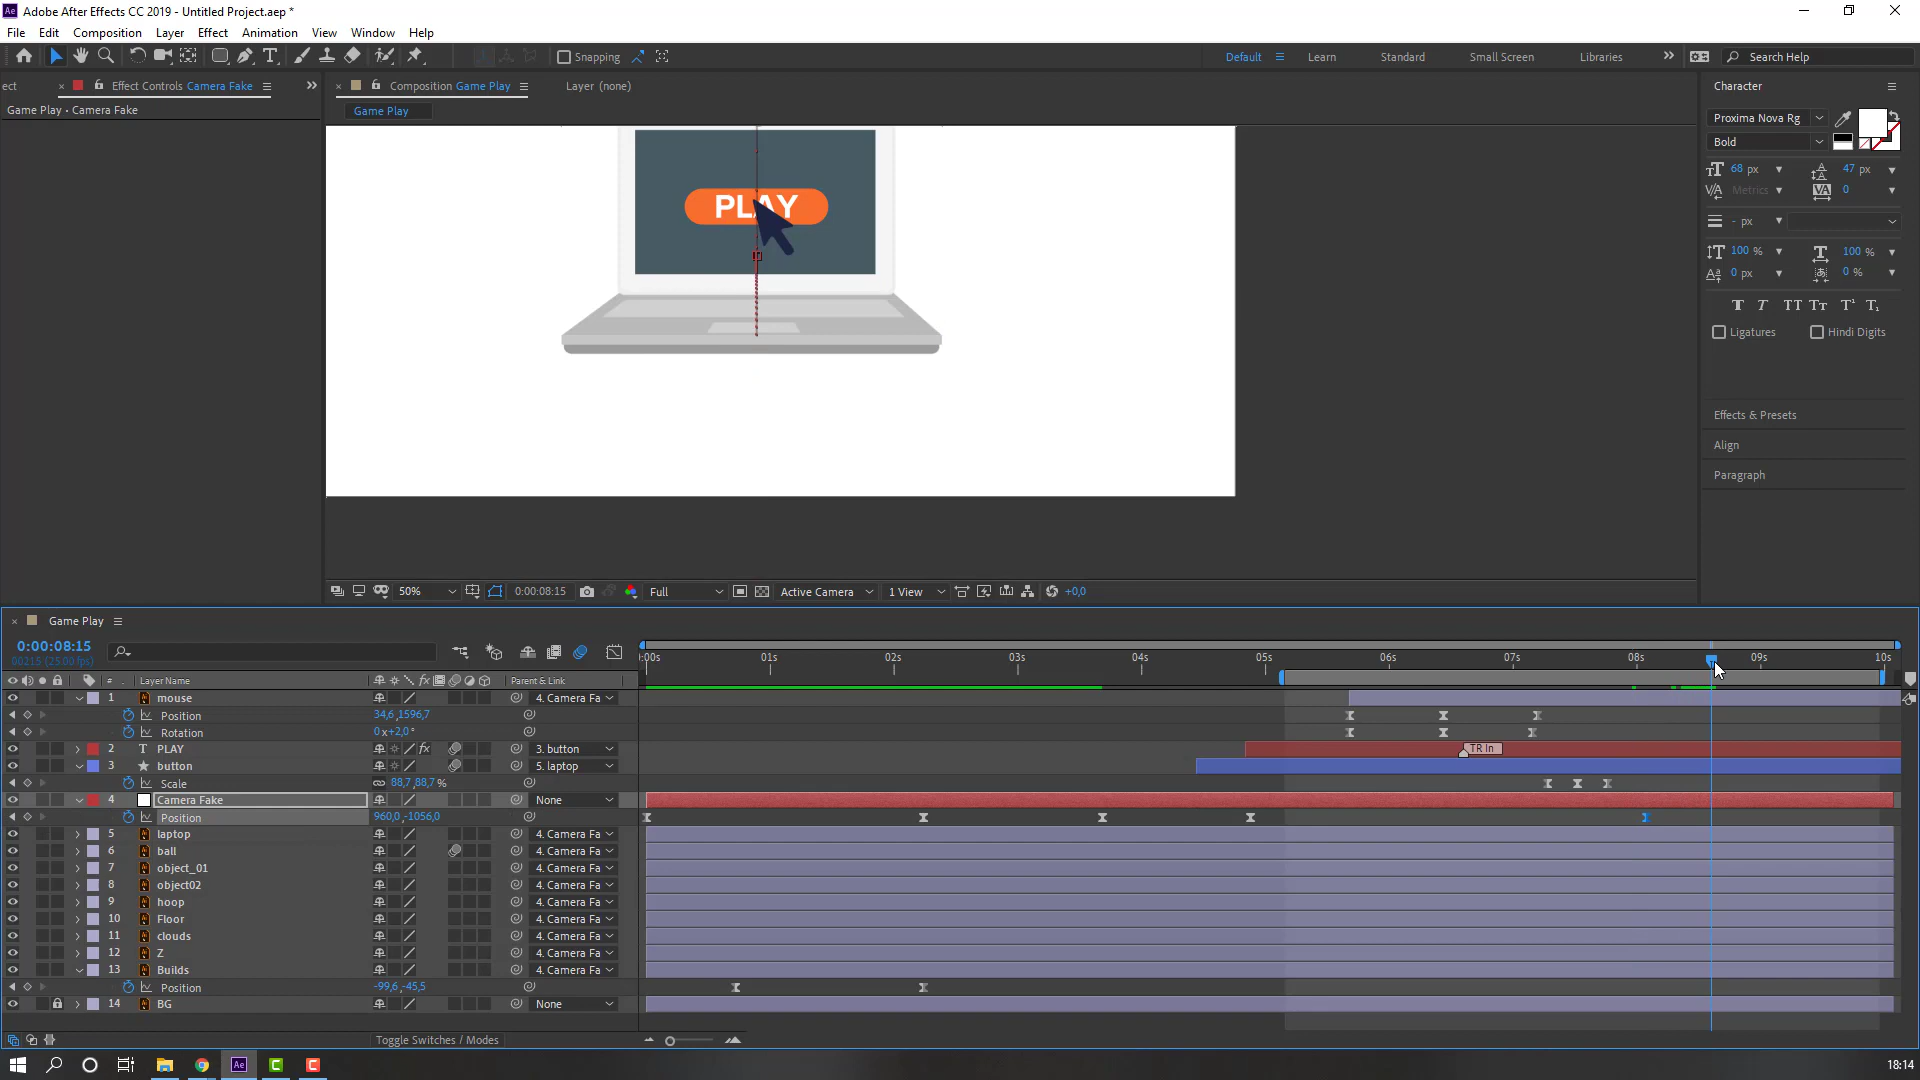 Adobe After Effects CC 2019 - Untitled Project.aep *
File Edit Composition Layer Effect Animation View Window Help
Snapping Default Learn Standard Small Screen Libraries Search Help
ect Effect Controls Camera Fake Composition Game Play Layer (none) Character
Game Play • Camera Fake Game Play
Proxima Nova Rg
Bold
68 px 47 px
Metrics 0
- px
100 % 100 %
0 px 0 %
Ligatures Hindi Digits
PLAY
Effects & Presets
Align
Paragraph
50% 0:00:08:15 Full Active Camera 1 View +0,0
Game Play
0:00:08:15
00215 (25.00 fps)
:00s 01s 02s 03s 04s 05s 06s 07s 08s 09s 10s
# Layer Name Parent & Link
1 mouse 4. Camera Fa
Position 34,6,1596,7
Rotation 0x+2,0°
2 T PLAY 3. button TR In
3 button 5. laptop
Scale 88,7,88,7%
4 Camera Fake None
Position 960,0,-1056,0
5 laptop 4. Camera Fa
6 ball 4. Camera Fa
7 object_01 4. Camera Fa
8 object02 4. Camera Fa
9 hoop 4. Camera Fa
10 Floor 4. Camera Fa
11 clouds 4. Camera Fa
12 Z 4. Camera Fa
13 Builds 4. Camera Fa
Position -99,6,-45,5
14 BG None
Toggle Switches / Modes
18:14